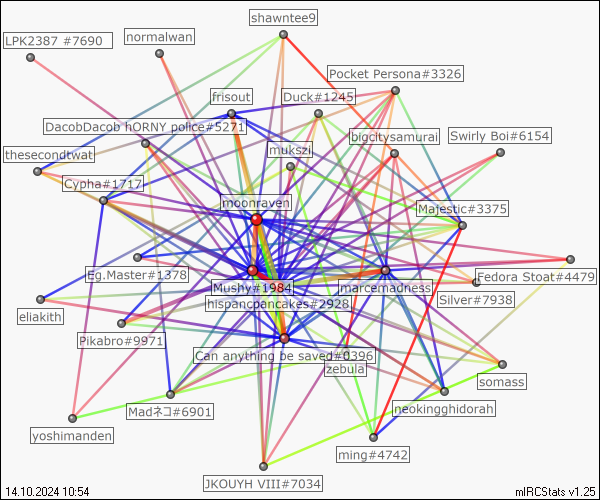 shawntee9
LPK2387 #7690
normalwan
Pocket Persona#3326
frisout
Duck#1245
DacobDacob hORNY police#5271
bigcitysamurai
Swirly Boi#6154
mukszi
thesecondtwat
Cypha#1717
moonraven
Majestic#3375
Eg.Master#1378
Mushy#1984
jmarcemadness
Fedora Stoat#4479
hispancpancakes#2928
Silver#7938
eliakith
Pikabro#9971
Can anything be saved#0396
zebula
somass
Madネコ#6901
neokingghidorah
yoshimanden
ming#4742
JKOUYH VIII#7034
14.10.2024 10:54
mIRCStats v1.25